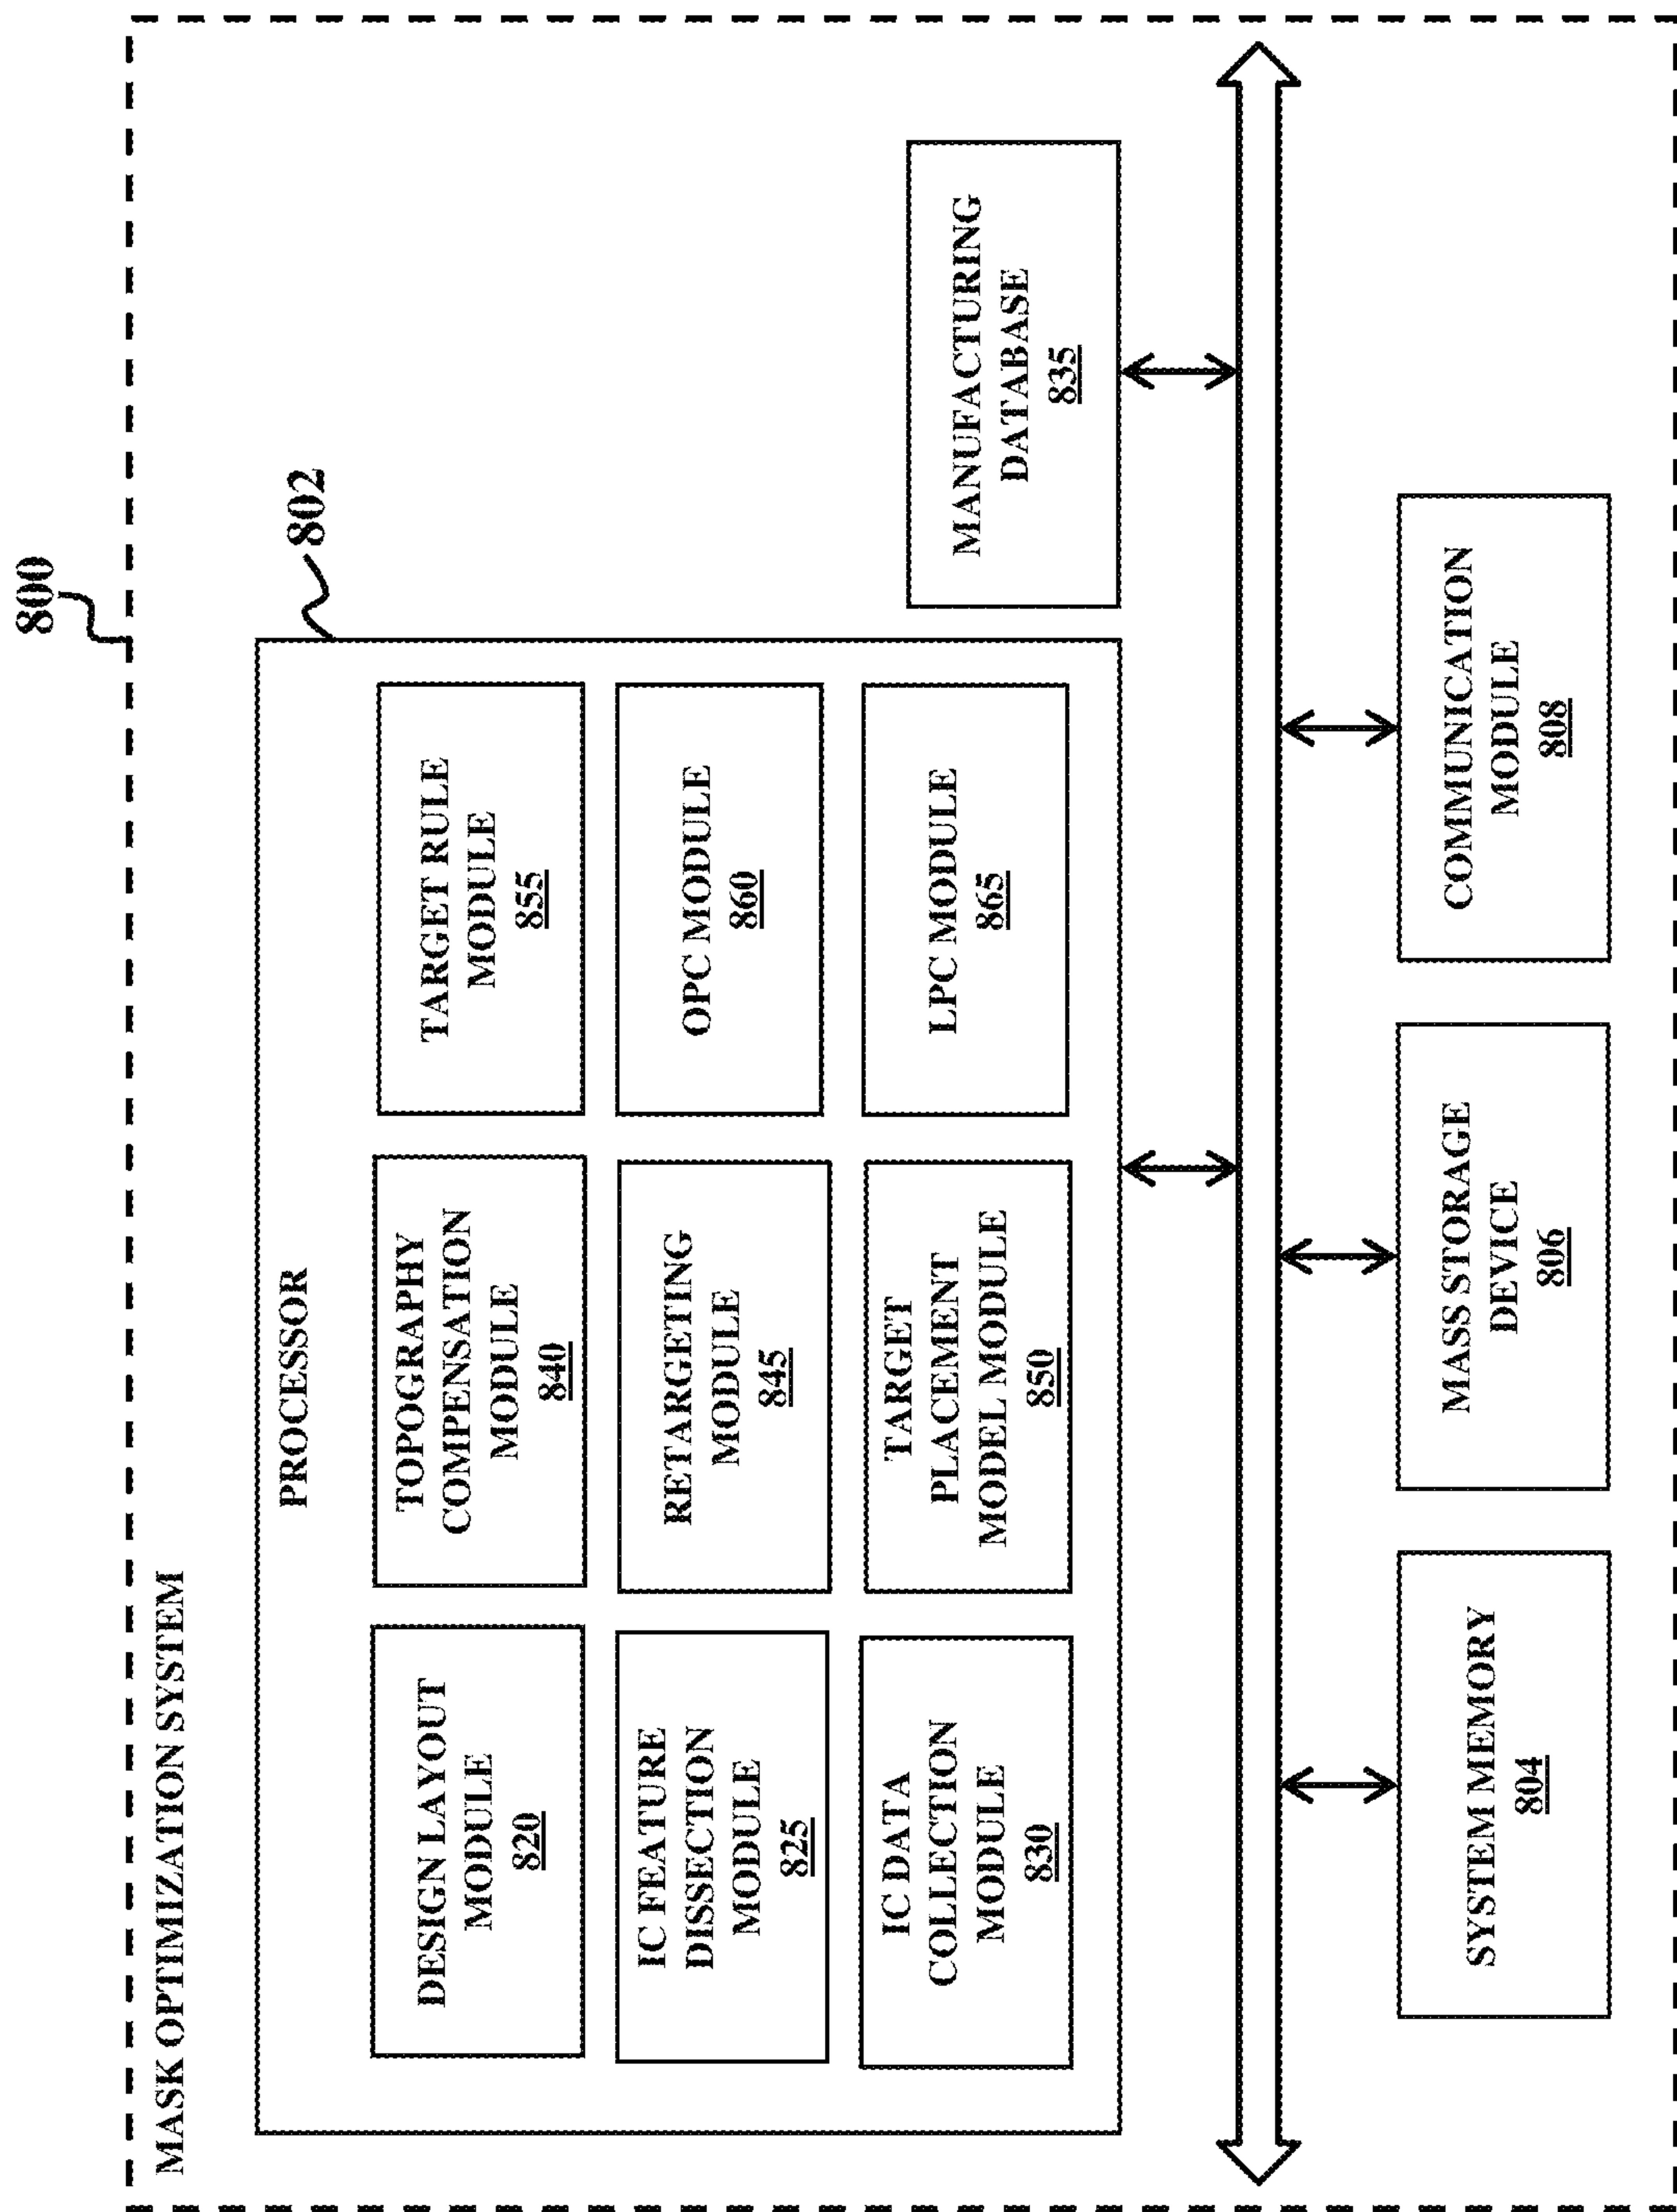 800
MASK OPTIMIZATION SYSTEM
802
PROCESSOR
DESIGN LAYOUT
MODULE
820
TOPOGRAPHY
COMPENSATION
MODULE
840
TARGET RULE
MODULE
855
IC FEATURE
DISSECTION
MODULE
825
RETARGETING
MODULE
845
OPC MODULE
860
IC DATA
COLLECTION
MODULE
830
TARGET
PLACEMENT
MODEL MODULE
850
LPC MODULE
865
MANUFACTURING
DATABASE
835
SYSTEM MEMORY
804
MASS STORAGE
DEVICE
806
COMMUNICATION
MODULE
808